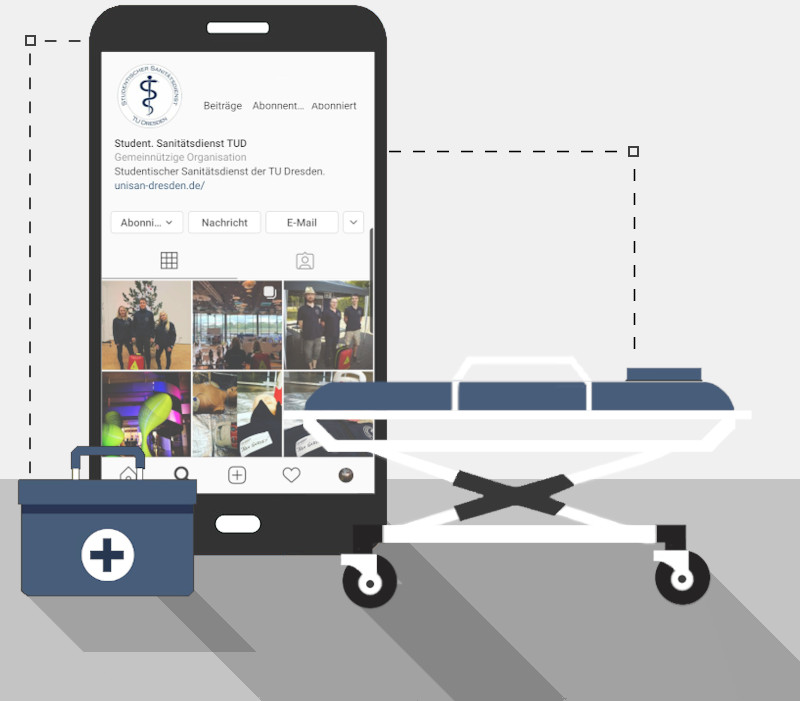 STUDENTISCHER SANITÄTSDIENST
TU DRESDEN
Beiträge Abonnent... Abonniert
Student. Sanitätsdienst TUD
Gemeinnützige Organisation
Studentischer Sanitätsdienst der TU Dresden.
unisan-dresden.de/
Abonni... Nachricht E-Mail